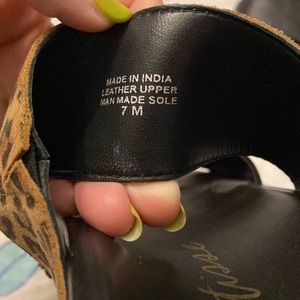 MADE IN INDIA
LEATHER UPPER
MAN MADE SOLE
7 M